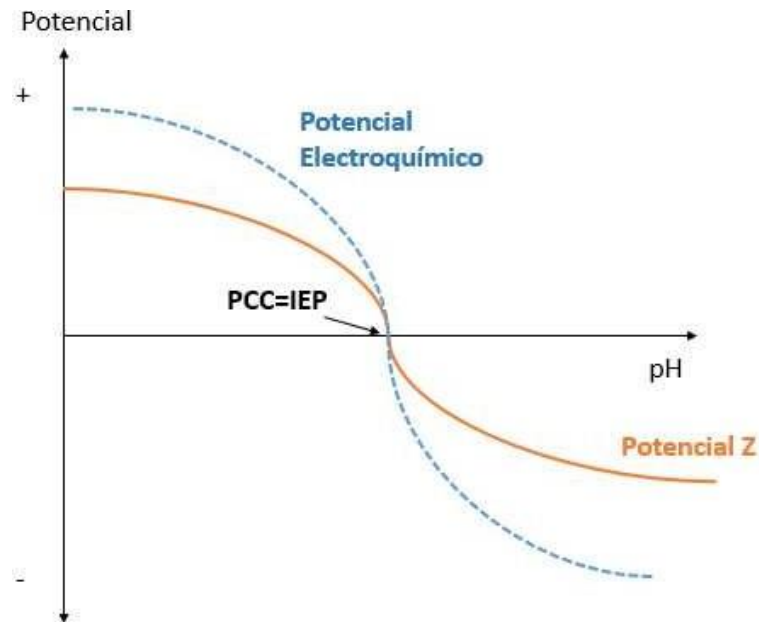 Potencial
+
Potencial
Electroquímico
PCC=IEP
pH
Potencial Z
-